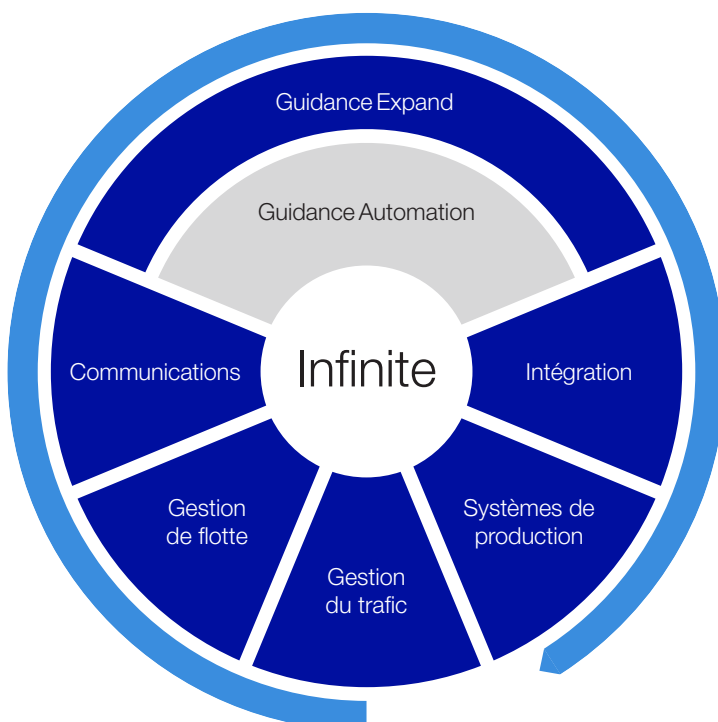 Guidance Expand
Guidance Automation
Infinite
Communications
Intégration
Gestion
de flotte
Systèmes de
production
Gestion
du trafic